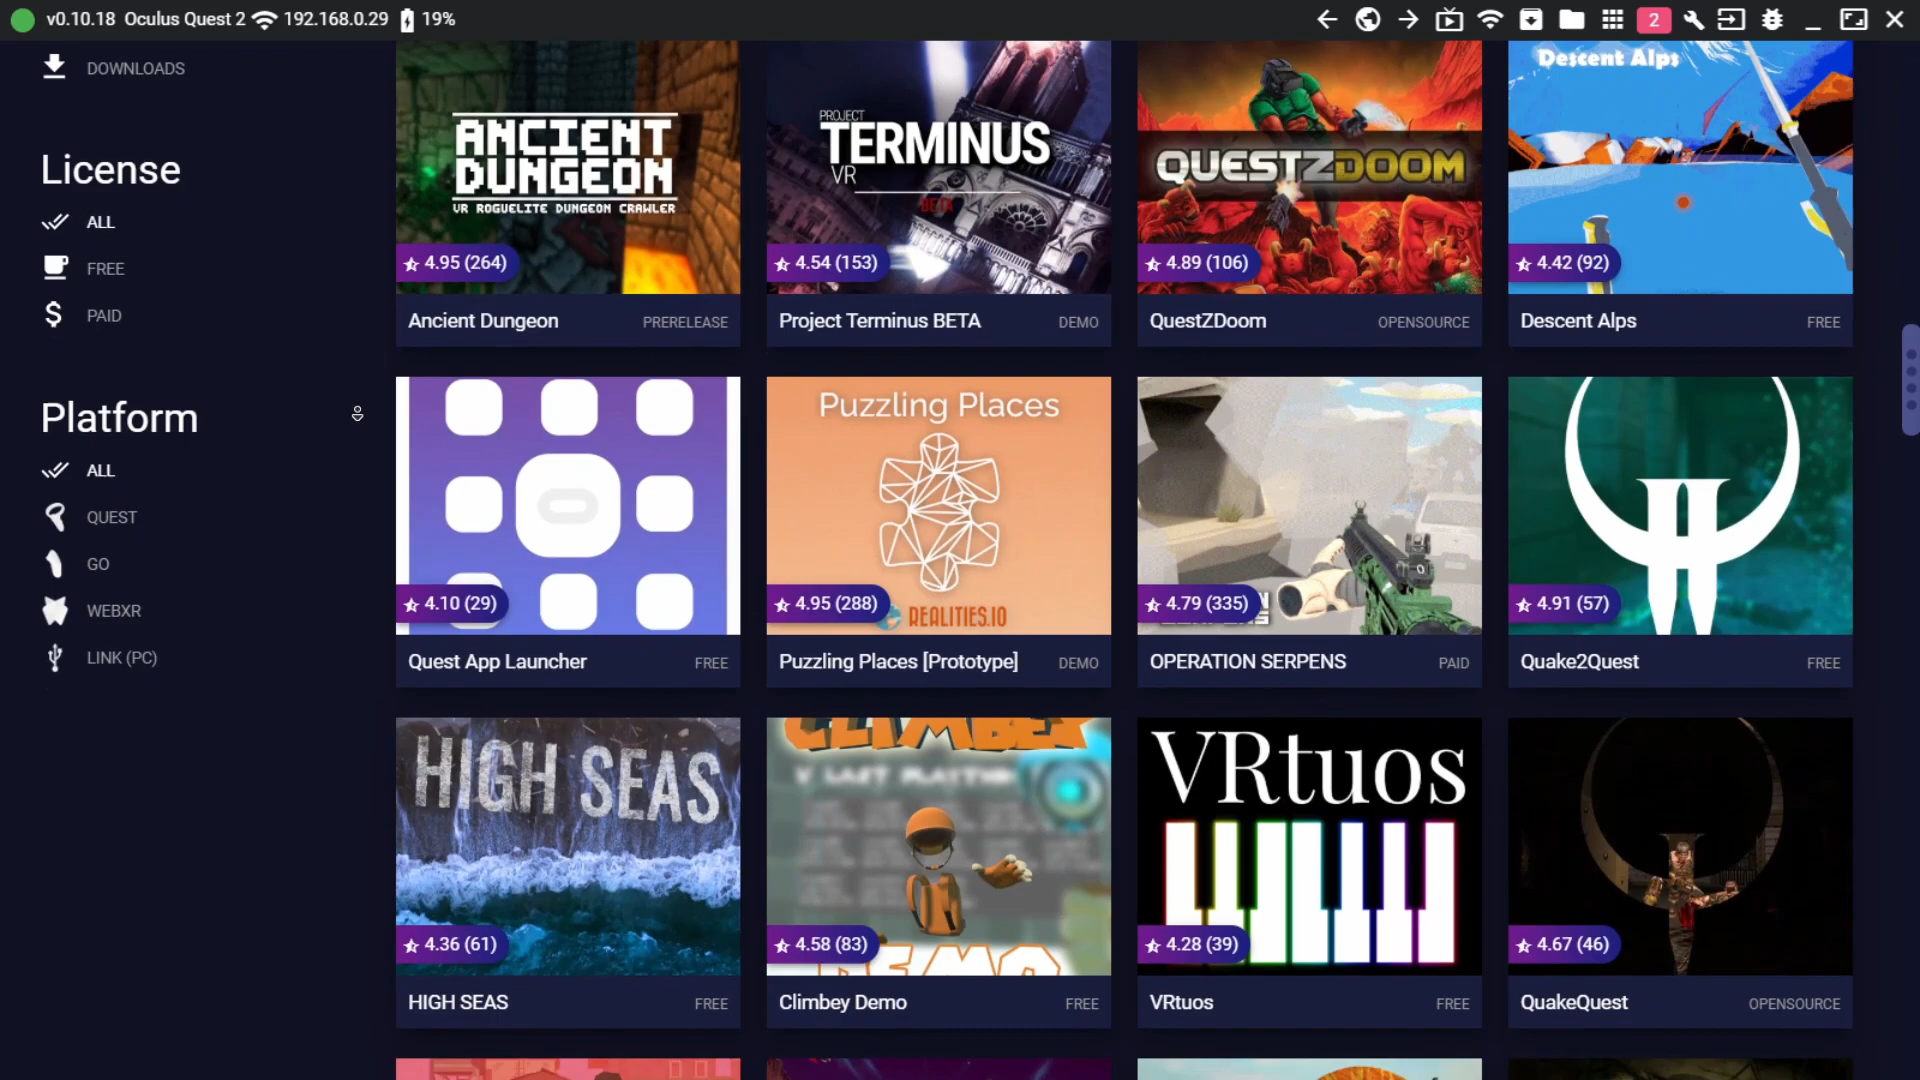 v0.10.18 Oculus Quest 2 192.168.0.29 19%
2
DOWNLOADS
License
ALL
FREE
PAID
Platform
ALL
QUEST
GO
WEBXR
LINK (PC)
ANCIENT
DUNGEON
VR ROGUELITE DUNGEON CRAWLER
4.95 (264)
Ancient Dungeon PRERELEASE
PROJECT
TERMINUS
VR
BETA
4.54 (153)
Project Terminus BETA DEMO
QUESTZDOOM
4.89 (106)
QuestZDoom OPENSOURCE
Descent Alps
4.42 (92)
Descent Alps FREE
4.10 (29)
Quest App Launcher FREE
Puzzling Places
REALITIES.IO
4.95 (288)
Puzzling Places [Prototype] DEMO
4.79 (335)
OPERATION SERPENS PAID
4.91 (57)
Quake2Quest FREE
HIGH SEAS
4.36 (61)
HIGH SEAS FREE
CLIMBEY
DEMO
4.58 (83)
Climbey Demo FREE
VRtuos
4.28 (39)
VRtuos FREE
4.67 (46)
QuakeQuest OPENSOURCE